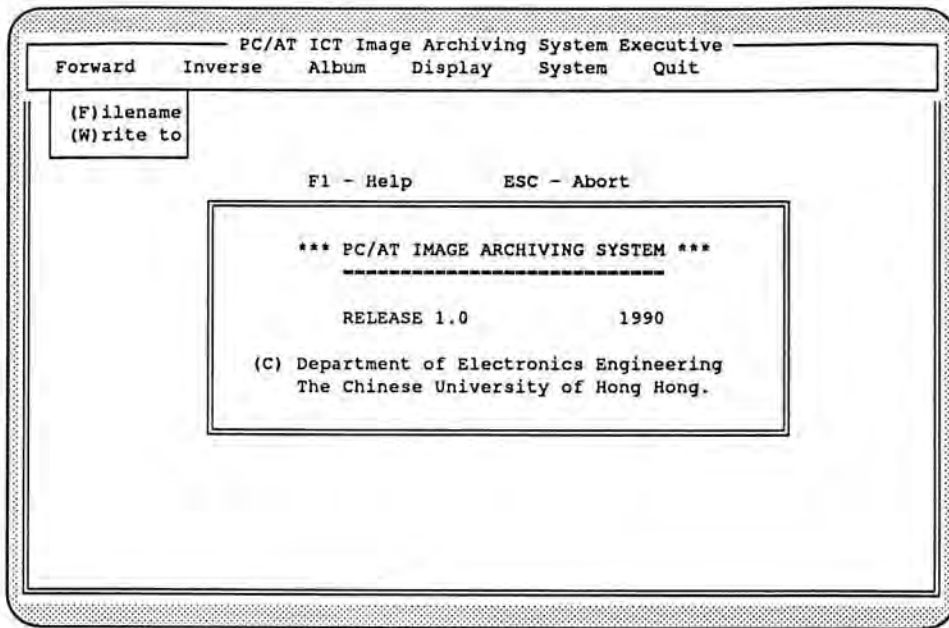 PC/AT ICT Image Archiving System Executive
Forward Inverse Album Display System Quit
(F)ilename
(W)rite to
F1 - Help ESC - Abort
*** PC/AT IMAGE ARCHIVING SYSTEM ***
RELEASE 1.0 1990
(C) Department of Electronics Engineering
The Chinese University of Hong Hong.